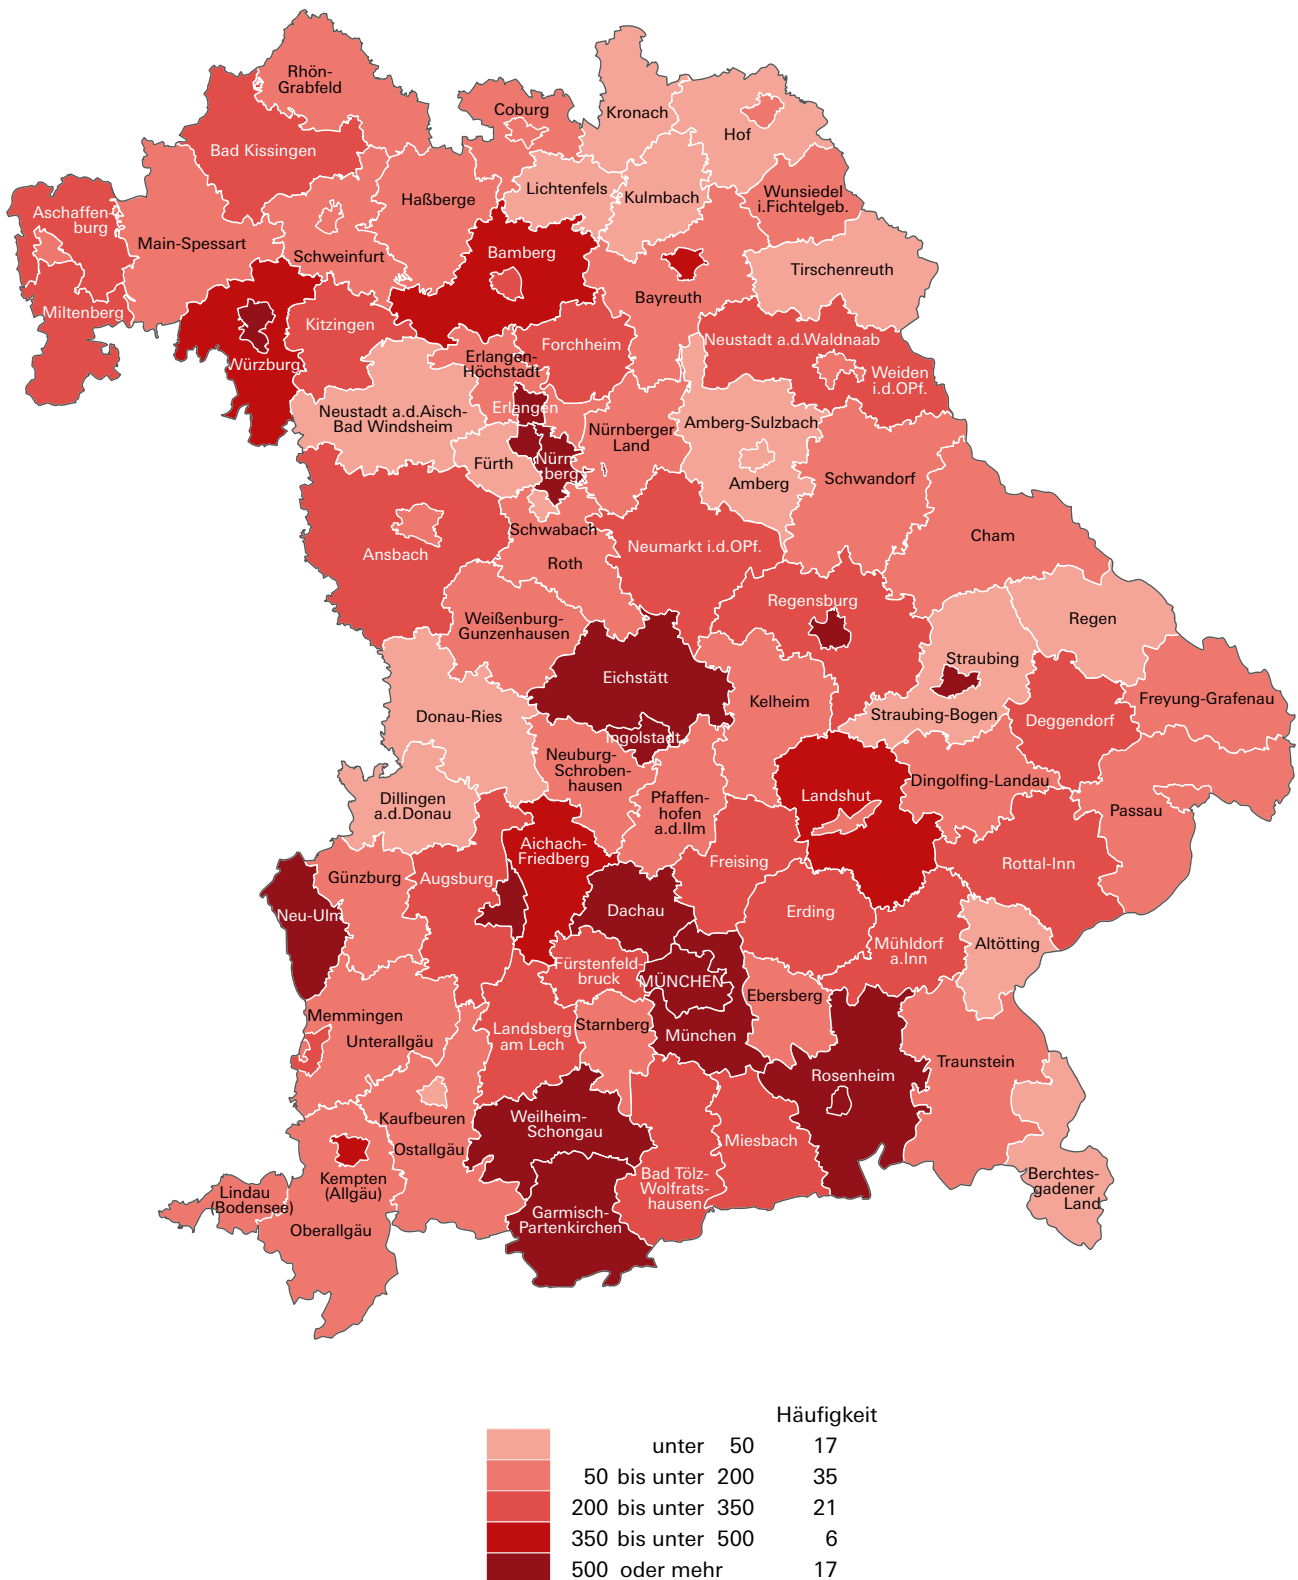 Rhön-
Grabfeld
Coburg
Kronach
Hof
Bad Kissingen
Lichtenfels
Kulmbach
Wunsiedel
i.Fichtelgeb.
Haßberge
Aschaffen-
burg
Main-Spessart
Schweinfurt
Bamberg
Tirschenreuth
Bayreuth
Miltenberg
Kitzingen
Forchheim
Neustadt a.d.Waldnaab
Erlangen-
Höchstadt
Würzburg
Weiden
i.d.OPf.
Erlangen
Neustadt a.d.Aisch-
Bad Windsheim
Nürnberger
Land
Amberg-Sulzbach
Fürth
Nürn-
berg
Amberg
Schwandorf
Schwabach
Cham
Ansbach
Neumarkt i.d.OPf.
Roth
Regensburg
Weißenburg-
Gunzenhausen
Regen
Straubing
Eichstätt
Freyung-Grafenau
Kelheim
Donau-Ries
Straubing-Bogen
Deggendorf
Ingolstadt
Neuburg-
Schroben-
hausen
Dingolfing-Landau
Landshut
Dillingen
a.d.Donau
Pfaffen-
hofen
a.d.Ilm
Passau
Aichach-
Friedberg
Freising
Rottal-Inn
Günzburg
Augsburg
Neu-Ulm
Dachau
Erding
Mühldorf
a.Inn
Altötting
Fürstenfeld-
bruck
MÜNCHEN
Ebersberg
Memmingen
Unterallgäu
Landsberg
am Lech
Starnberg
München
Traunstein
Rosenheim
Kaufbeuren
Weilheim-
Schongau
Miesbach
Ostallgäu
Bad Tölz-
Wolfrats-
hausen
Kempten
(Allgäu)
Lindau
(Bodensee)
Berchtes-
gadener
Land
Garmisch-
Partenkirchen
Oberallgäu
Häufigkeit
unter 50 17
50 bis unter 200 35
200 bis unter 350 21
350 bis unter 500 6
500 oder mehr 17